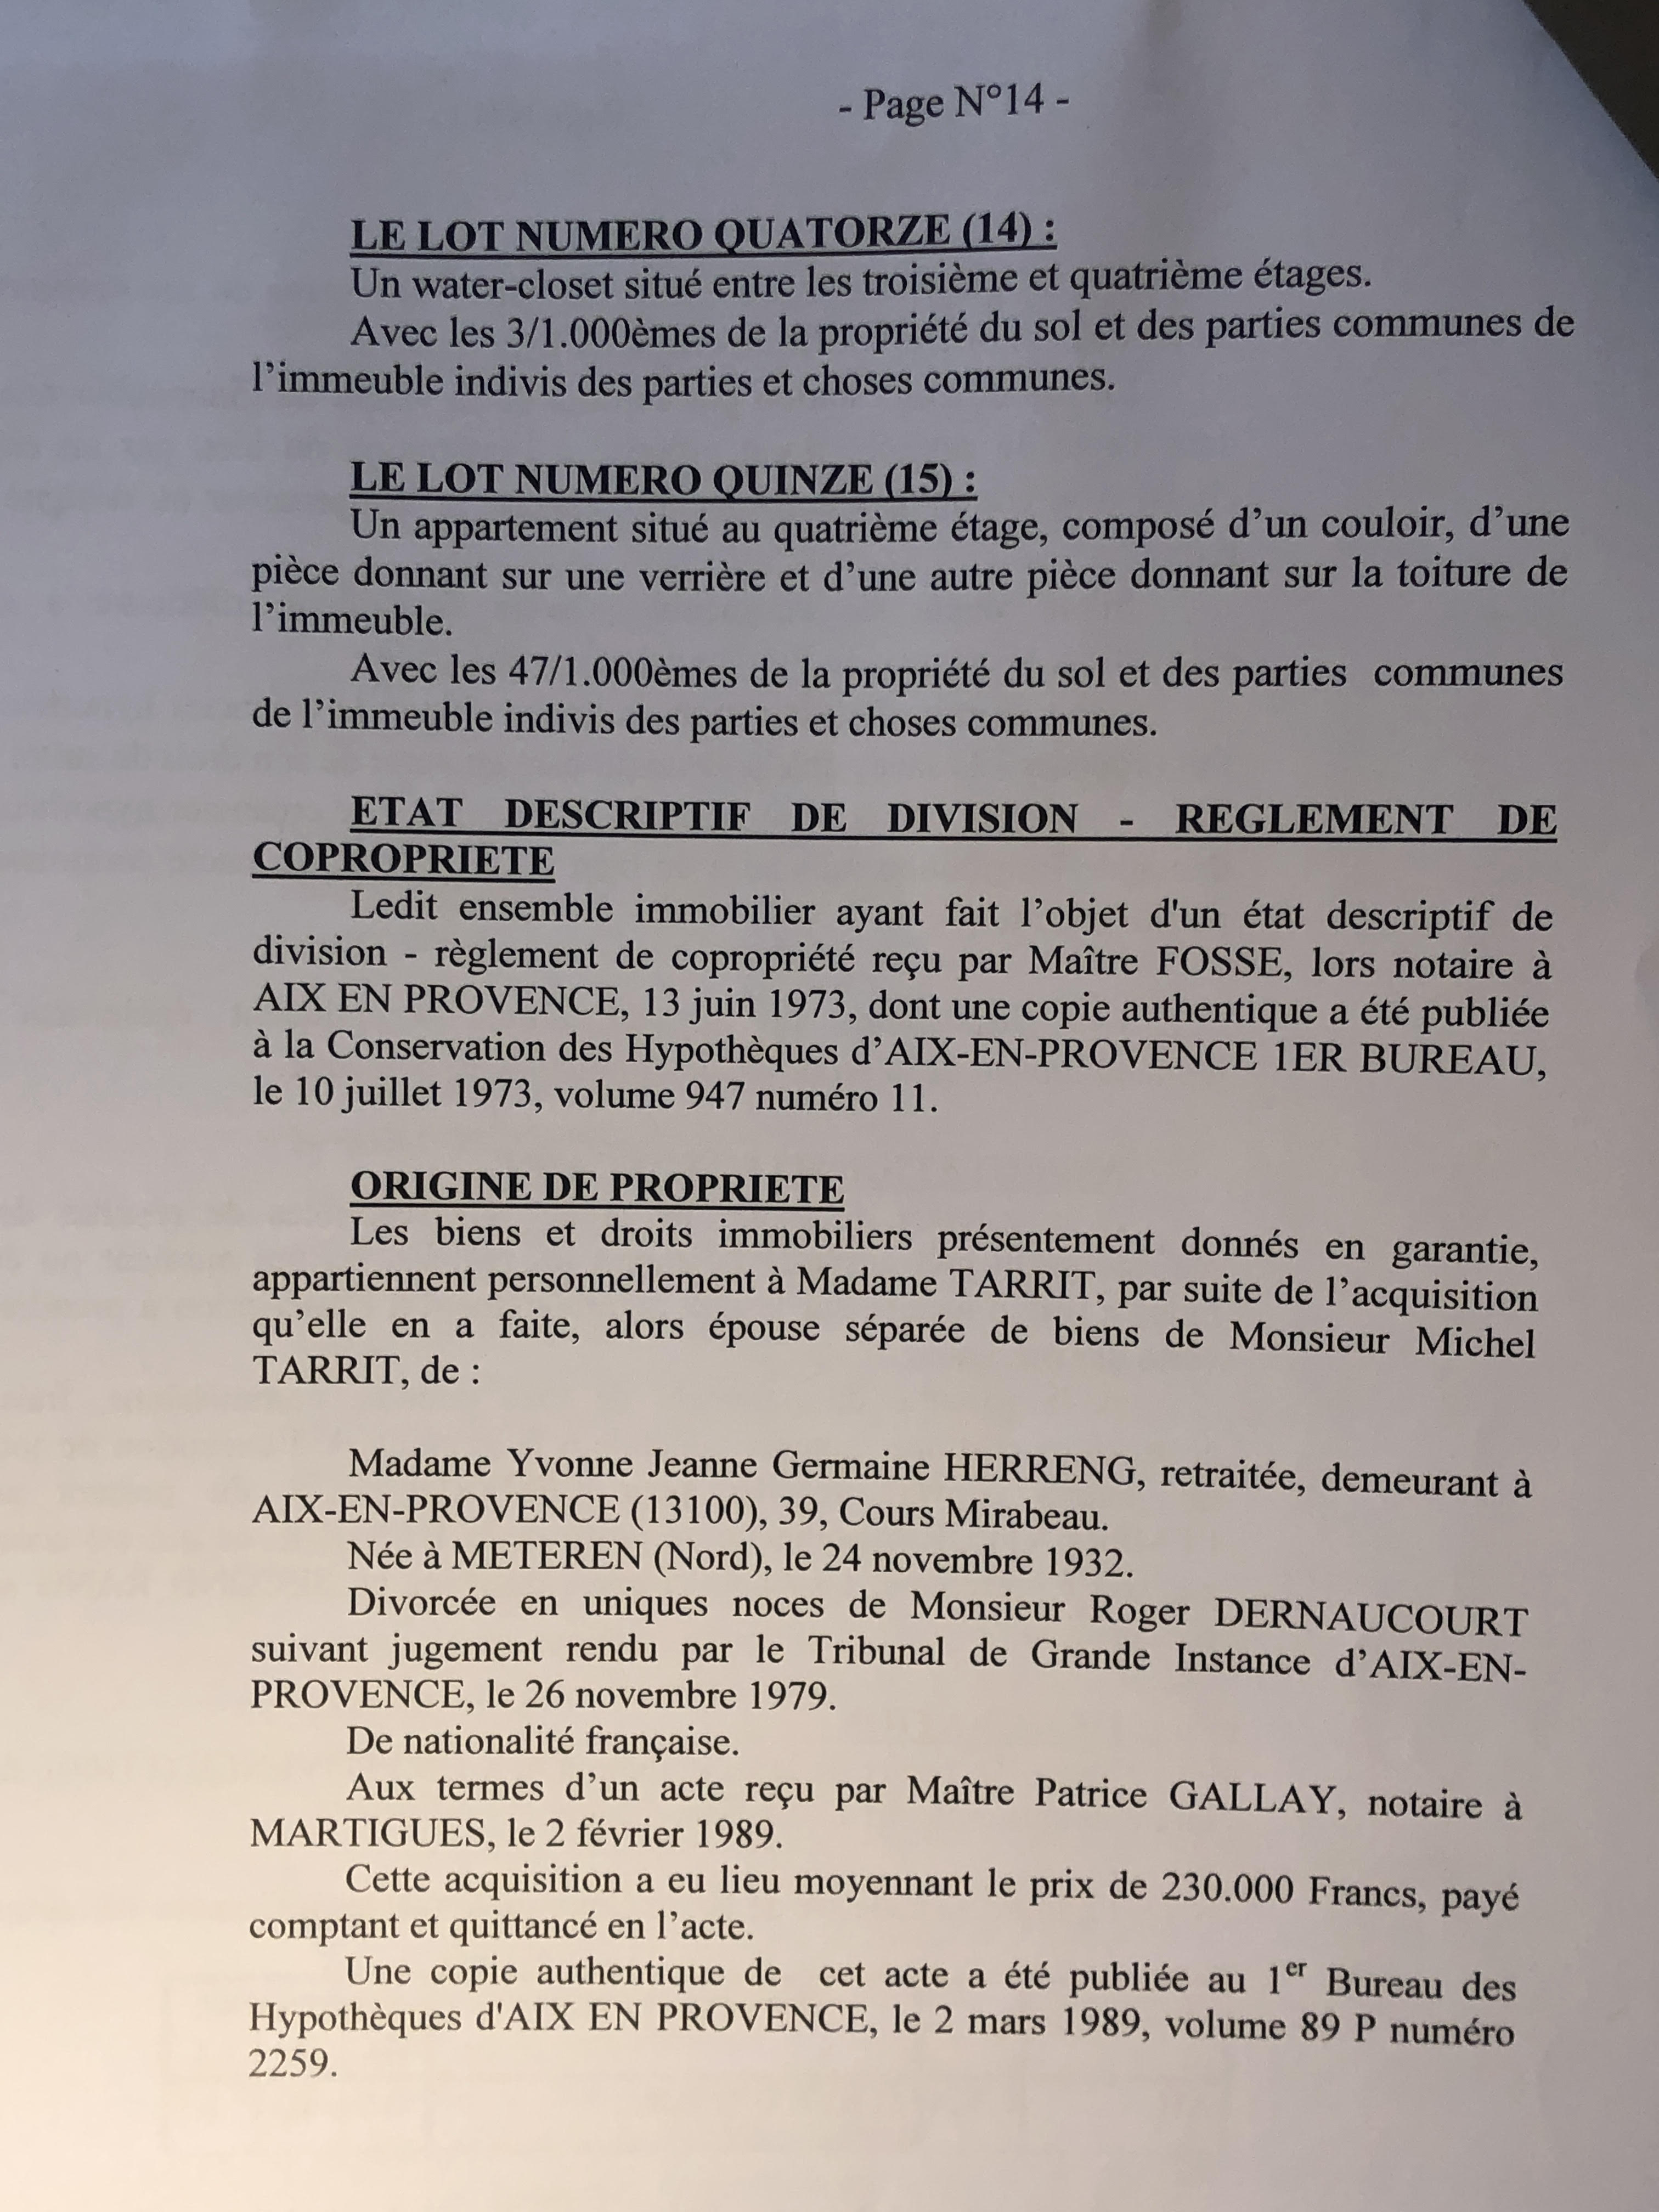 - Page N°14 -
LE LOT NUMERO QUATORZE (14) :
Un water-closet situé entre les troisième et quatrième étages.
Avec les 3/1.000èmes de la propriété du sol et des parties communes de
l’immeuble indivis des parties et choses communes.
LE LOT NUMERO QUINZE (15) :
Un appartement situé au quatrième étage, composé d’un couloir, d’une
pièce donnant sur une verrière et d’une autre pièce donnant sur la toiture de
l’immeuble.
Avec les 47/1.000èmes de la propriété du sol et des parties communes
de l’immeuble indivis des parties et choses communes.
ETAT DESCRIPTIF DE DIVISION - REGLEMENT DE
COPROPRIETE
Ledit ensemble immobilier ayant fait l’objet d'un état descriptif de
division - règlement de copropriété reçu par Maître FOSSE, lors notaire à
AIX EN PROVENCE, 13 juin 1973, dont une copie authentique a été publiée
à la Conservation des Hypothèques d’AIX-EN-PROVENCE 1ER BUREAU,
le 10 juillet 1973, volume 947 numéro 11.
ORIGINE DE PROPRIETE
Les biens et droits immobiliers présentement donnés en garantie,
appartiennent personnellement à Madame TARRIT, par suite de l’acquisition
qu’elle en a faite, alors épouse séparée de biens de Monsieur Michel
TARRIT, de :
Madame Yvonne Jeanne Germaine HERRENG, retraitée, demeurant à
AIX-EN-PROVENCE (13100), 39, Cours Mirabeau.
Née à METEREN (Nord), le 24 novembre 1932.
Divorcée en uniques noces de Monsieur Roger DERNAUCOURT
suivant jugement rendu par le Tribunal de Grande Instance d’AIX-EN-
PROVENCE, le 26 novembre 1979.
De nationalité française.
Aux termes d’un acte reçu par Maître Patrice GALLAY, notaire à
MARTIGUES, le 2 février 1989.
Cette acquisition a eu lieu moyennant le prix de 230.000 Francs, payé
comptant et quittancé en l’acte.
Une copie authentique de cet acte a été publiée au 1er Bureau des
Hypothèques d'AIX EN PROVENCE, le 2 mars 1989, volume 89 P numéro
2259.